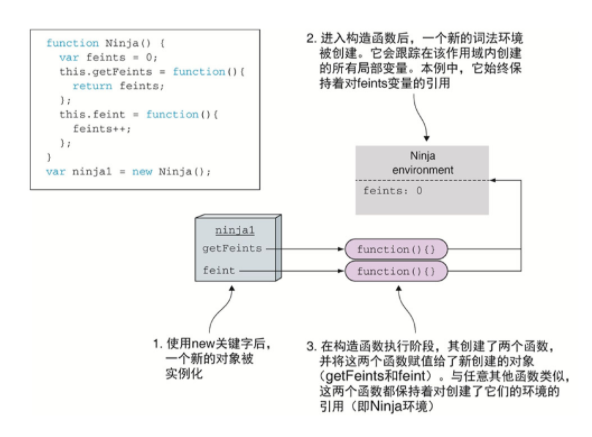 function Ninja() {
var feints = 0;
this.getFeints = function(){
return feints;
};
this.feint = function(){
feints++;
};
}
var ninja1 = new Ninja();
2. 进入构造函数后，一个新的词法环境
被创建。它会跟踪在该作用域内创建
的所有局部变量。本例中，它始终保
持着对feints变量的引用
Ninja
environment
feints: 0
ninja1
getFeints
function(){}
feint
function(){}
1. 使用new关键字后，
一个新的对象被
实例化
3. 在构造函数执行阶段，其创建了两个函数，
并将这两个函数赋值给了新创建的对象
（getFeints和feint）。与任意其他函数类似，
这两个函数都保持着对创建了它们的环境的
引用（即Ninja环境）